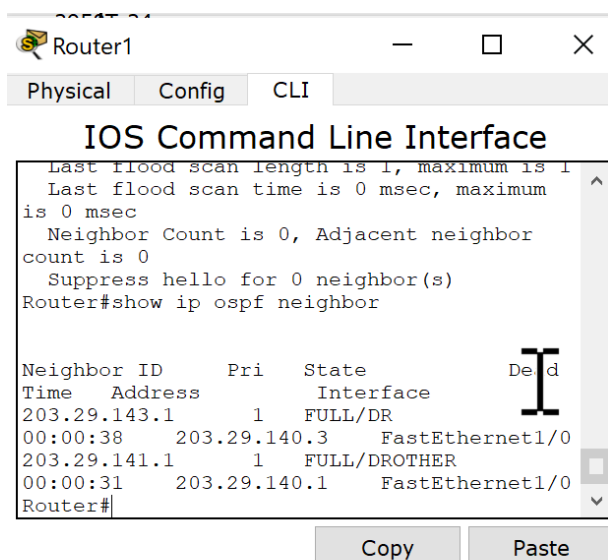 Router1
Physical Config CLI
IOS Command Line Interface
Last flood scan length is 1, maximum is 1
Last flood scan time is 0 msec, maximum
is 0 msec
Neighbor Count is 0, Adjacent neighbor
count is 0
Suppress hello for 0 neighbor(s)
Router#show ip ospf neighbor
Neighbor ID Pri State Dead
Time Address Interface
203.29.143.1 1 FULL/DR
00:00:38 203.29.140.3 FastEthernet1/0
203.29.141.1 1 FULL/DROTHER
00:00:31 203.29.140.1 FastEthernet1/0
Router#
Copy Paste